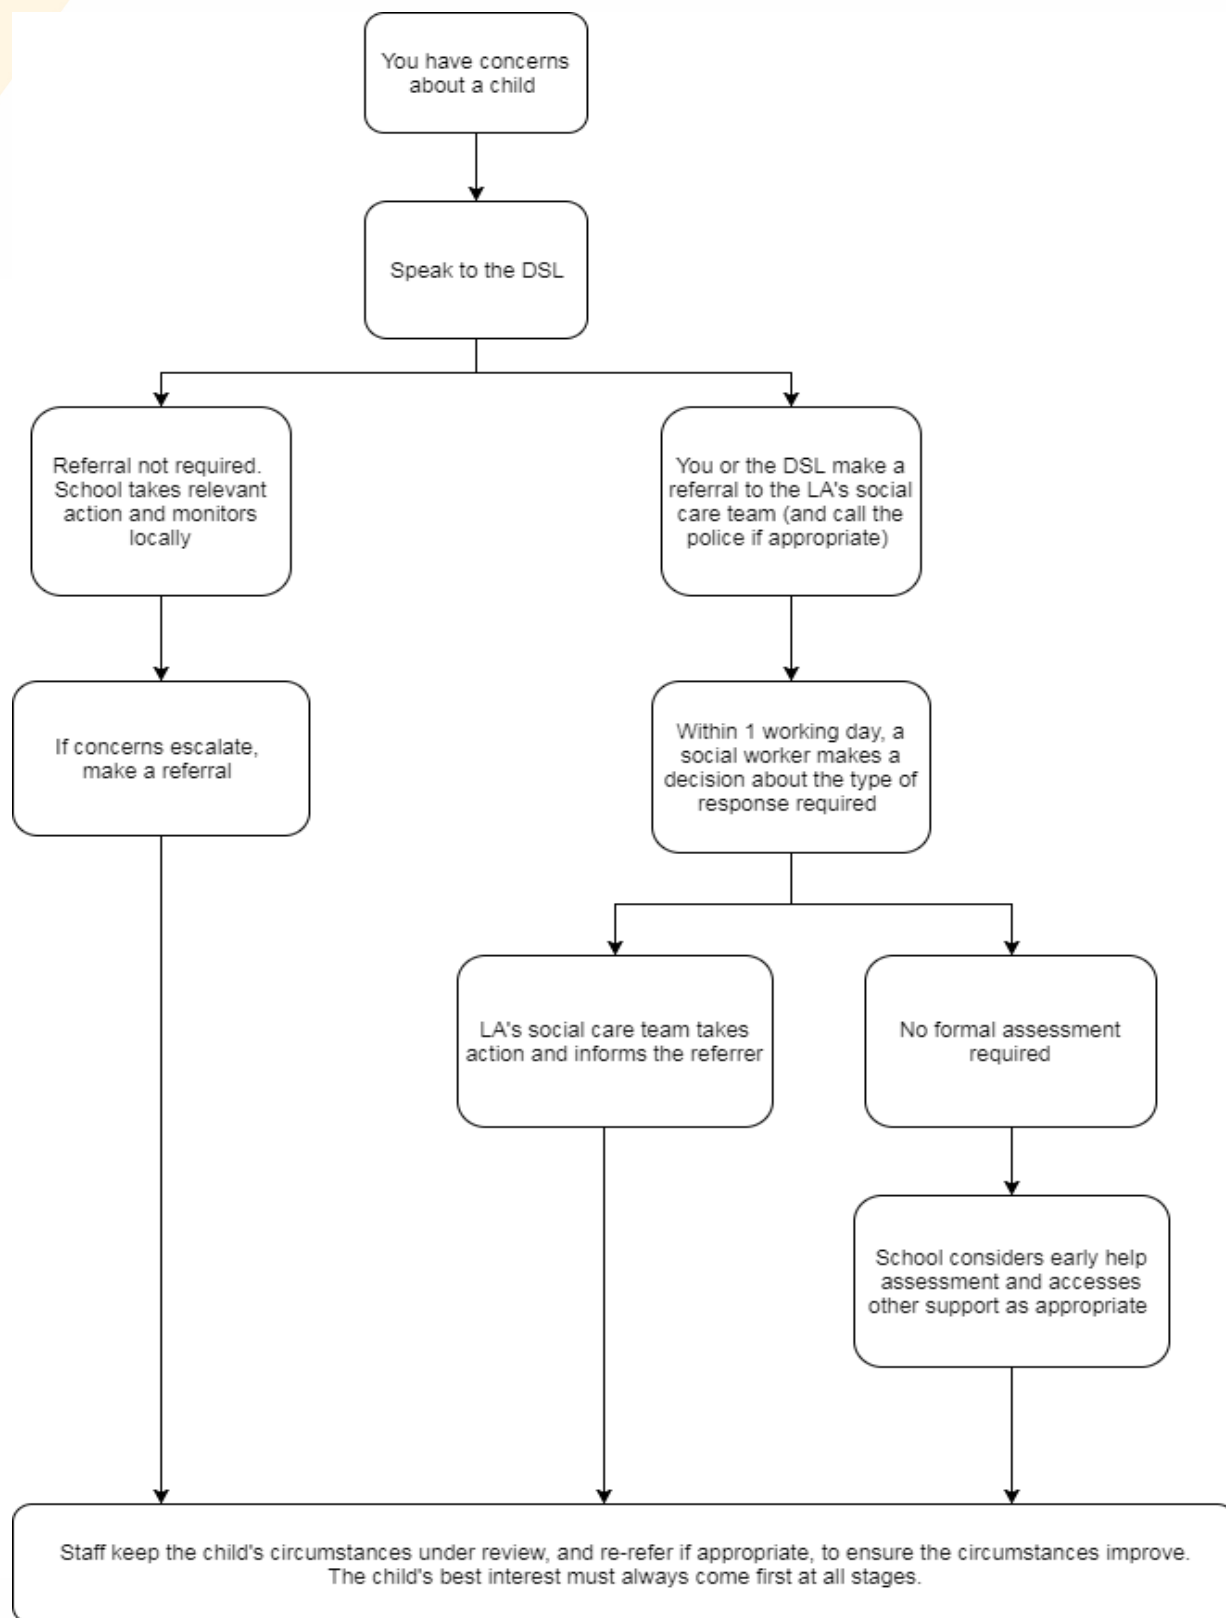 You have concerns
about a child
Speak to the DSL
Referral not required.
School takes relevant
action and monitors
locally
You or the DSL make a
referral to the LA's social
care team (and call the
police if appropriate)
If concerns escalate,
make a referral
Within 1 working day, a
social worker makes a
decision about the type of
response required
LA's social care team takes
action and informs the referrer
No formal assessment
required
School considers early help
assessment and accesses
other support as appropriate
Staff keep the child's circumstances under review, and re-refer if appropriate, to ensure the circumstances improve.
The child's best interest must always come first at all stages.